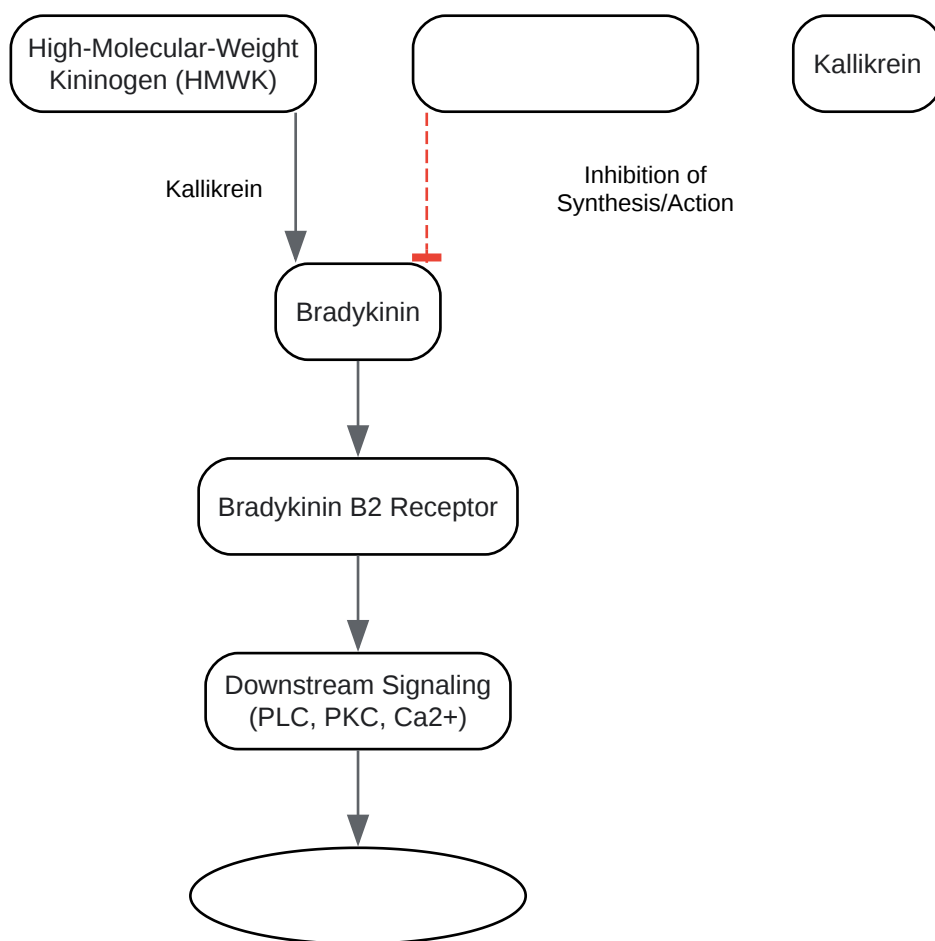 High-Molecular-Weight
Kininogen (HMWK)
Kallikrein
Kallikrein
Inhibition of
Synthesis/Action
Bradykinin
Bradykinin B2 Receptor
Downstream Signaling
(PLC, PKC, Ca2+)